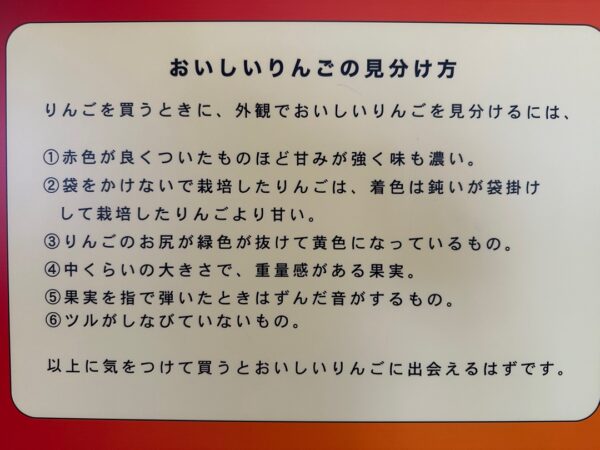 おいしいりんごの見分け方
りんごを買うときに、外観でおいしいりんごを見分けるには、
①赤色が良くついたものほど甘みが強く味も濃い。
②袋をかけないで栽培したりんごは、着色は鈍いが袋掛け
して栽培したりんごより甘い。
③りんごのお尻が緑色が抜けて黄色になっているもの。
④中くらいの大きさで、重量感がある果実。
⑤果実を指で弾いたときはずんだ音がするもの。
⑥ツルがしなびていないもの。
以上に気をつけて買うとおいしいりんごに出会えるはずです。